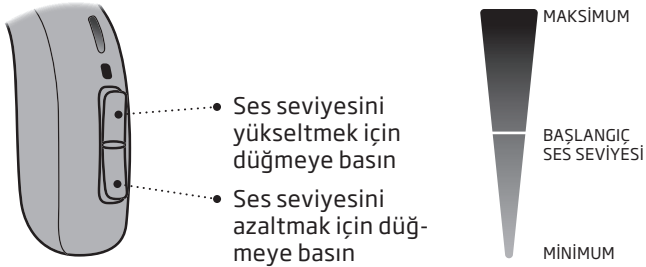 Ses seviyesini
yükseltmek için
düğmeye basın
Ses seviyesini
azaltmak için düğ-
meye basın
MAKSİMUM
BAŞLANGIÇ
SES SEVİYESİ
MİNİMUM